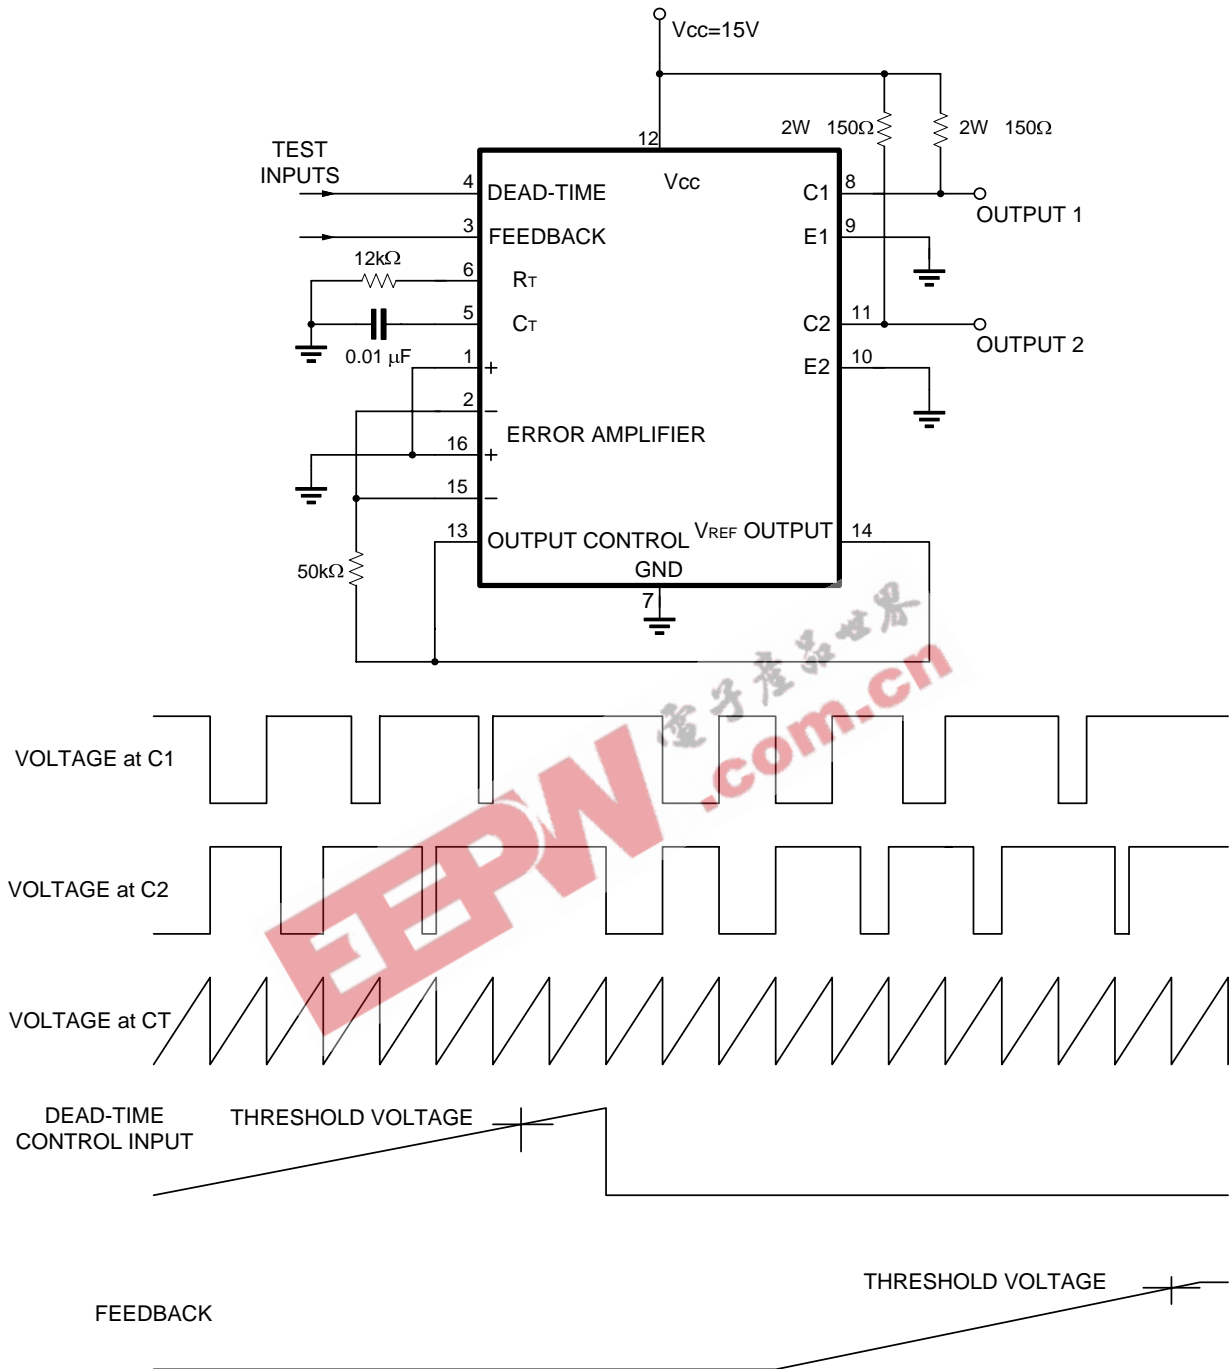 Vcc=15V
2W 150Ω
2W 150Ω
12
TEST
INPUTS
Vcc
4
DEAD-TIME
C1
8
OUTPUT 1
3
FEEDBACK
E1
9
12kΩ
6
RT
5
CT
C2
11
OUTPUT 2
0.01 μF
1
+
E2
10
2
−
ERROR AMPLIFIER
16
+
15
−
13
OUTPUT CONTROL
VREF OUTPUT
14
50kΩ
GND
7
電子產品世界
.com.cn
EEPW
VOLTAGE at C1
VOLTAGE at C2
VOLTAGE at CT
DEAD-TIME
CONTROL INPUT
THRESHOLD VOLTAGE
THRESHOLD VOLTAGE
FEEDBACK